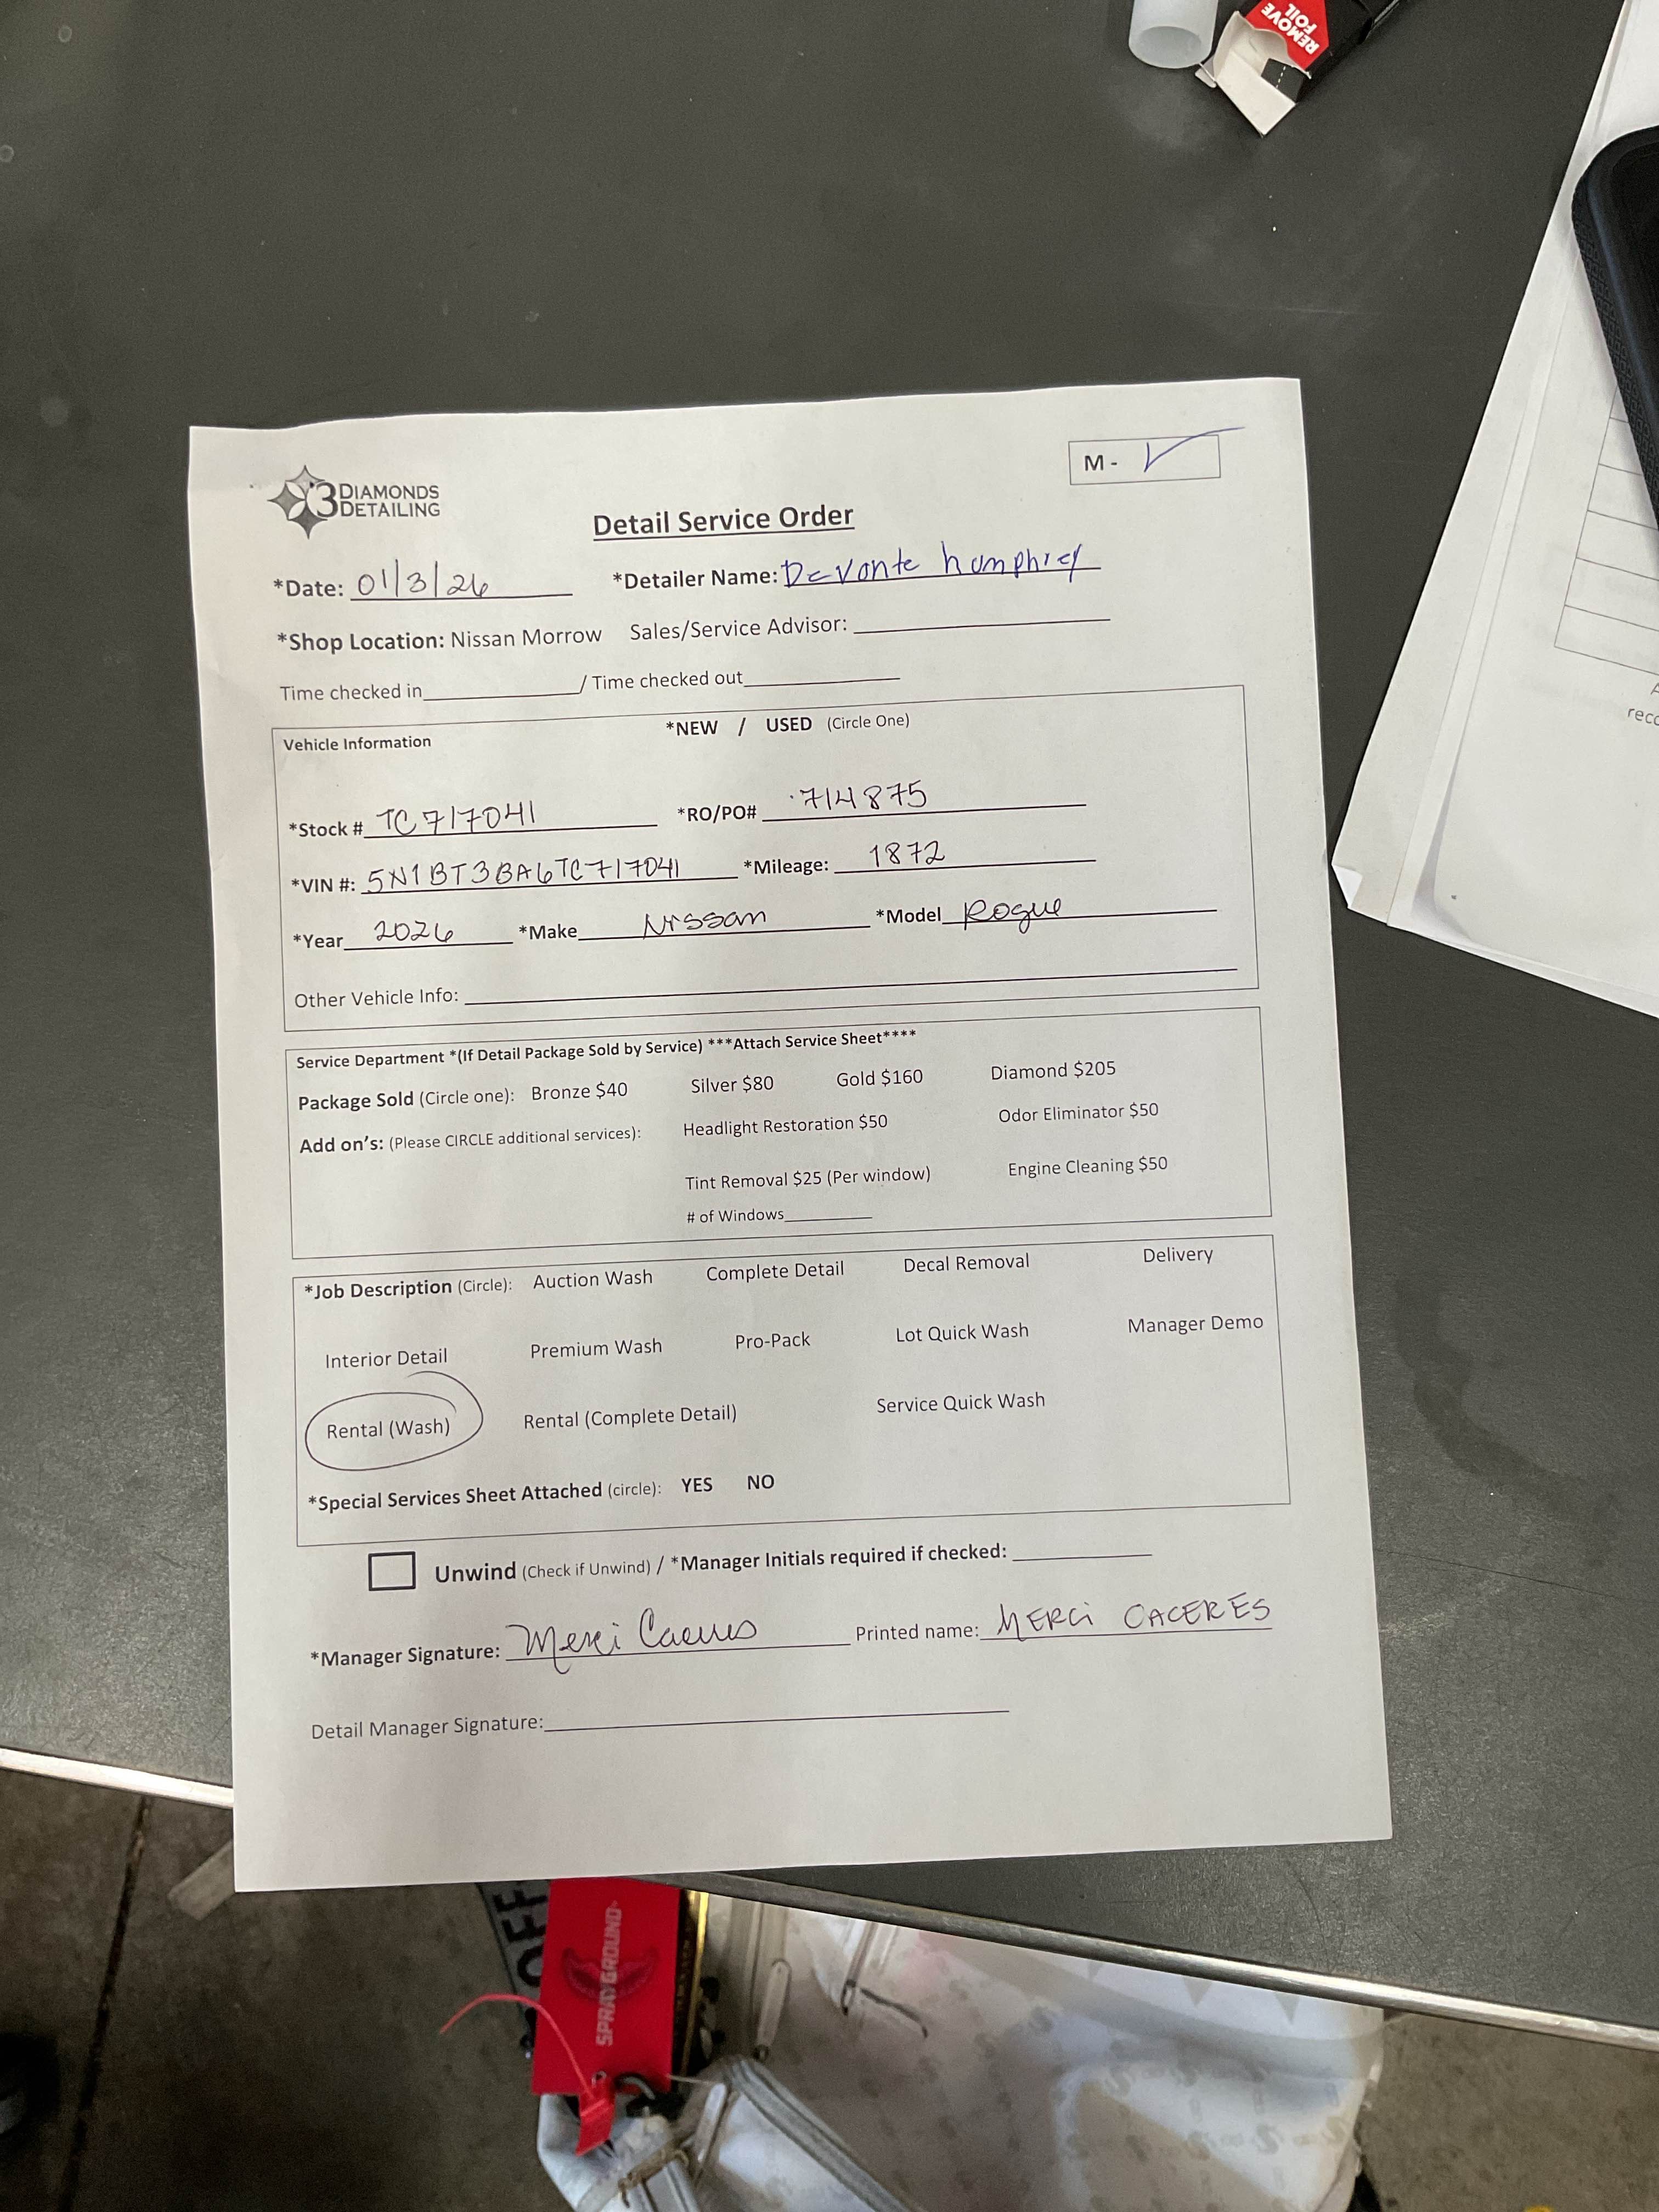 REMOVE
FOIL
M - ✓
3 DIAMONDS
DETAILING
Detail Service Order
*Date: 01/3/26 *Detailer Name: DeVonte humphrey
*Shop Location: Nissan Morrow Sales/Service Advisor:
Time checked in / Time checked out
Vehicle Information *NEW / USED (Circle One)
*Stock # TC717041 *RO/PO# 714875
*VIN #: 5N1BT3BA6TC717041 *Mileage: 1872
*Year 2026 *Make Nissan *Model Rogue
Other Vehicle Info:
Service Department *(If Detail Package Sold by Service) ***Attach Service Sheet****
Package Sold (Circle one): Bronze $40 Silver $80 Gold $160 Diamond $205
Add on's: (Please CIRCLE additional services): Headlight Restoration $50 Odor Eliminator $50
Tint Removal $25 (Per window) Engine Cleaning $50
# of Windows
*Job Description (Circle): Auction Wash Complete Detail Decal Removal Delivery
Interior Detail Premium Wash Pro-Pack Lot Quick Wash Manager Demo
Rental (Wash) Rental (Complete Detail) Service Quick Wash
*Special Services Sheet Attached (circle): YES NO
Unwind (Check if Unwind) / *Manager Initials required if checked:
*Manager Signature: Merci Caceres Printed name: MERCI CACERES
Detail Manager Signature:
OFF
SPRAYGROUND